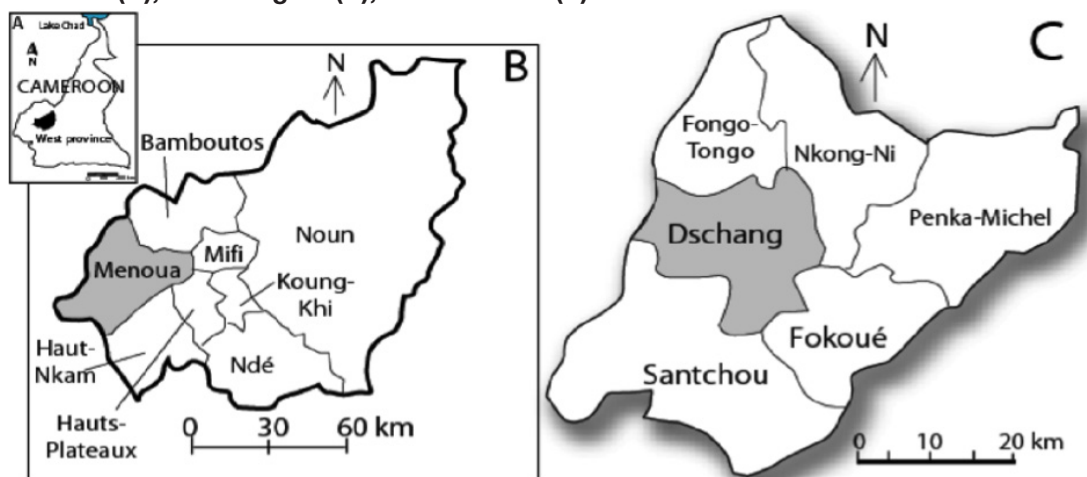 A
Lake Chad
N
CAMEROON
West province
B
N
Bamboutos
Noun
Mifi
Menoua
Koung-
Khi
Haut-
Nkam
Ndé
Hauts-
Plateaux
0 30 60 km
C
N
Fongo-
Tongo
Nkong-Ni
Penka-Michel
Dschang
Fokoué
Santchou
0 10 20 km